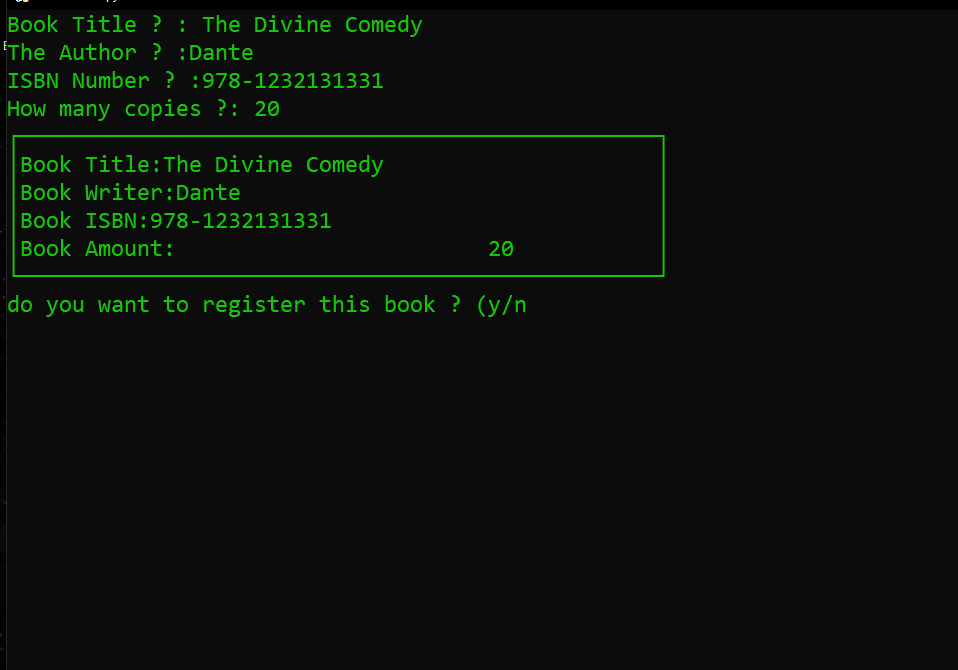 Book Title ? : The Divine Comedy
The Author ? :Dante
ISBN Number ? :978-1232131331
How many copies ?: 20
Book Title:The Divine Comedy
Book Writer:Dante
Book ISBN:978-1232131331
Book Amount: 20
do you want to register this book ? (y/n